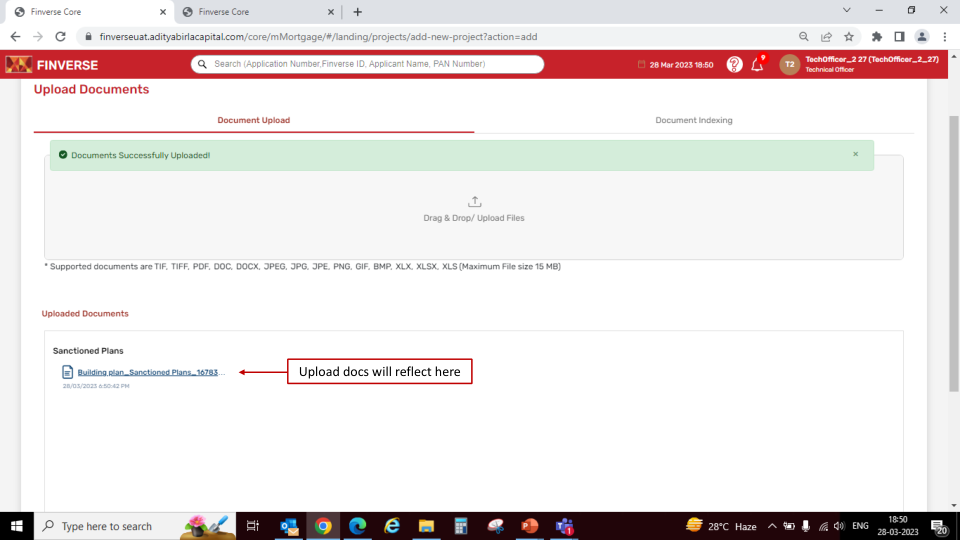 Finverse Core
Finverse Core
finverseuat.adityabirlacapital.com/core/mMortgage/#/landing/projects/add-new-project?action=add
FINVERSE
Search (Application Number,Finverse ID, Applicant Name, PAN Number)
28 Mar 2023 18:50
T2
TechOfficer_2 27 (TechOfficer_2_27)
Technical Officer
Upload Documents
Document Upload
Document Indexing
Documents Successfully Uploaded!
Drag & Drop/ Upload Files
* Supported documents are TIF, TIFF, PDF, DOC, DOCX, JPEG, JPG, JPE, PNG, GIF, BMP, XLX, XLSX, XLS (Maximum File size 15 MB)
Uploaded Documents
Sanctioned Plans
Building plan_Sanctioned Plans_16783...
Upload docs will reflect here
28/03/2023 6:50:42 PM
Type here to search
28°C Haze
ENG
18:50
28-03-2023
20